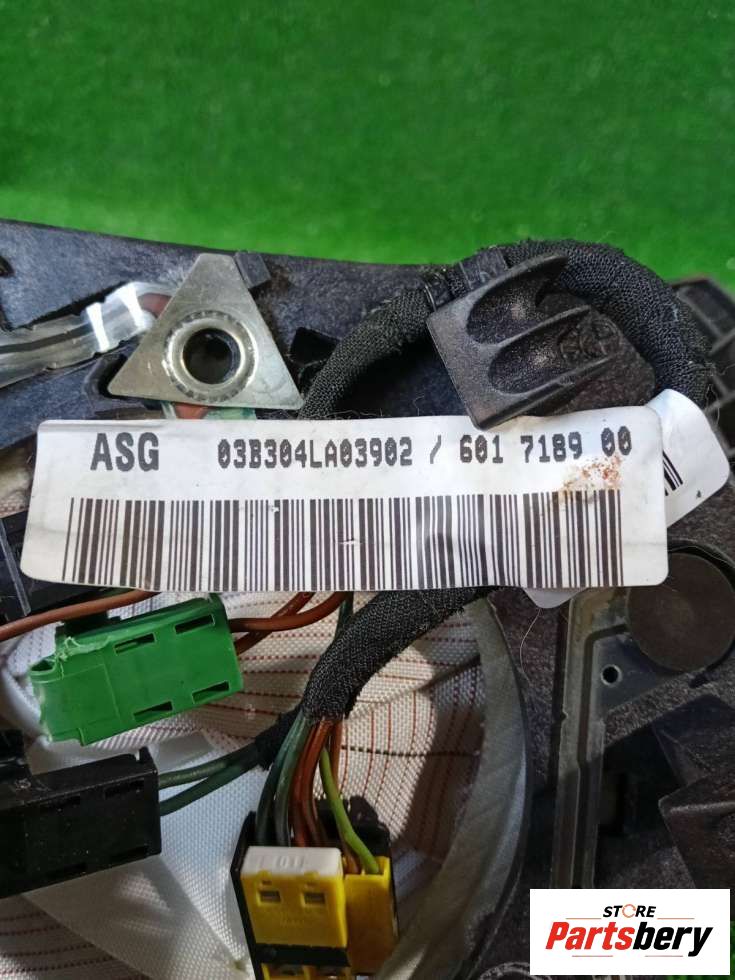 ASG 03B304LA03902 / 601 7189 00
STORE
Partsbery